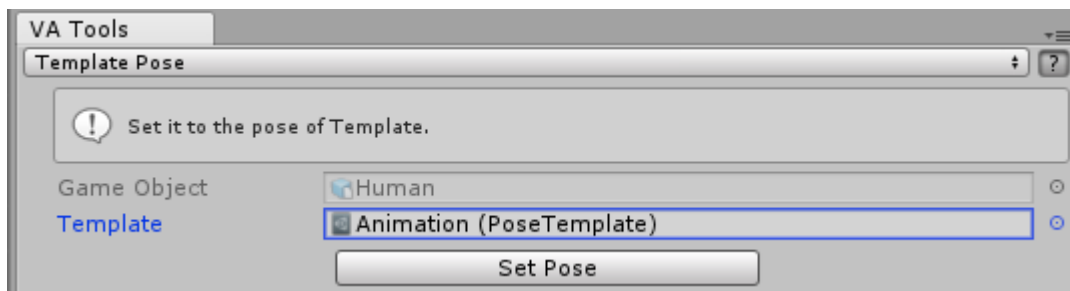 VA Tools
Template Pose
?
Set it to the pose of Template.
Game Object Human
Template Animation (PoseTemplate)
Set Pose